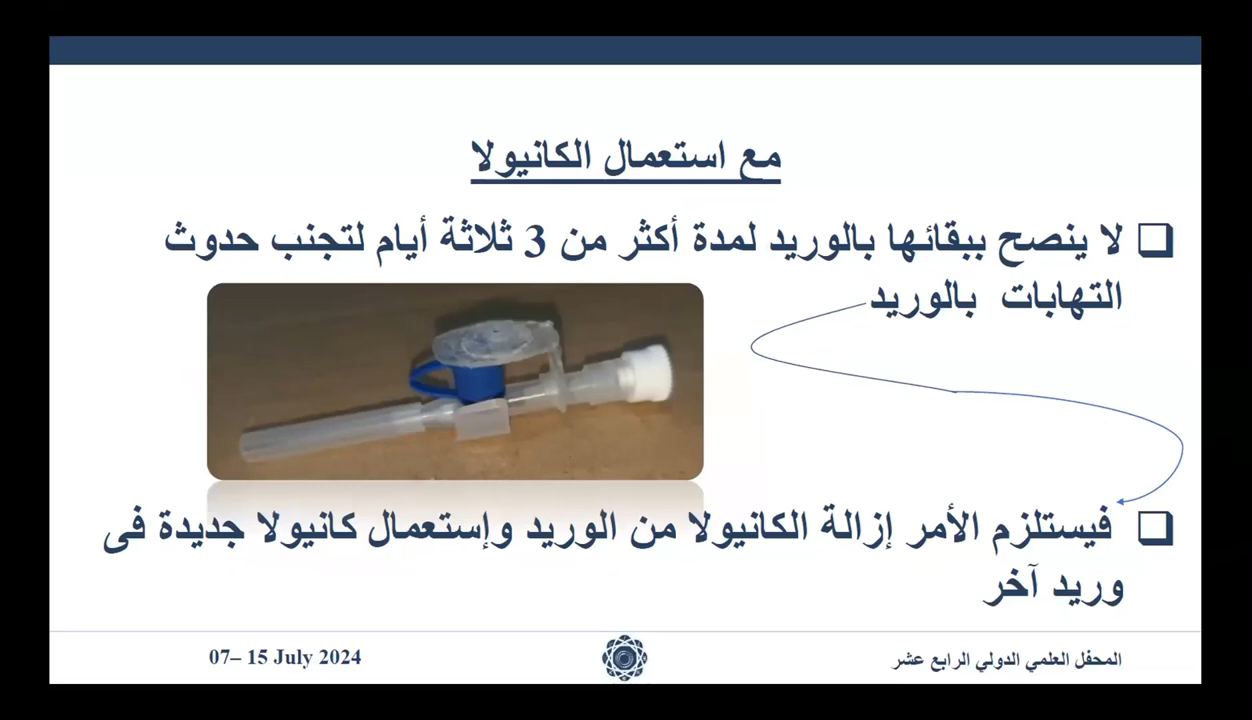 مع استعمال الكانيولا
لا ينصح ببقائها بالوريد لمدة أكثر من 3 ثلاثة أيام لتجنب حدوث
التهابات بالوريد
فيستلزم الأمر إزالة الكانيولا من الوريد وإستعمال كانيولا جديدة فى
وريد آخر
المحفل العلمي الدولي الرابع عشر
07– 15 July 2024